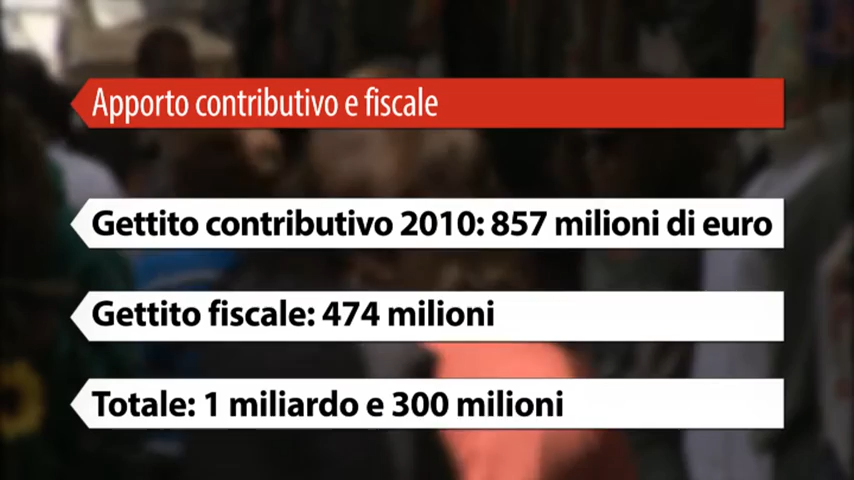 Apporto contributivo e fiscale
Gettito contributivo 2010: 857 milioni di euro
Gettito fiscale: 474 milioni
Totale: 1 miliardo e 300 milioni